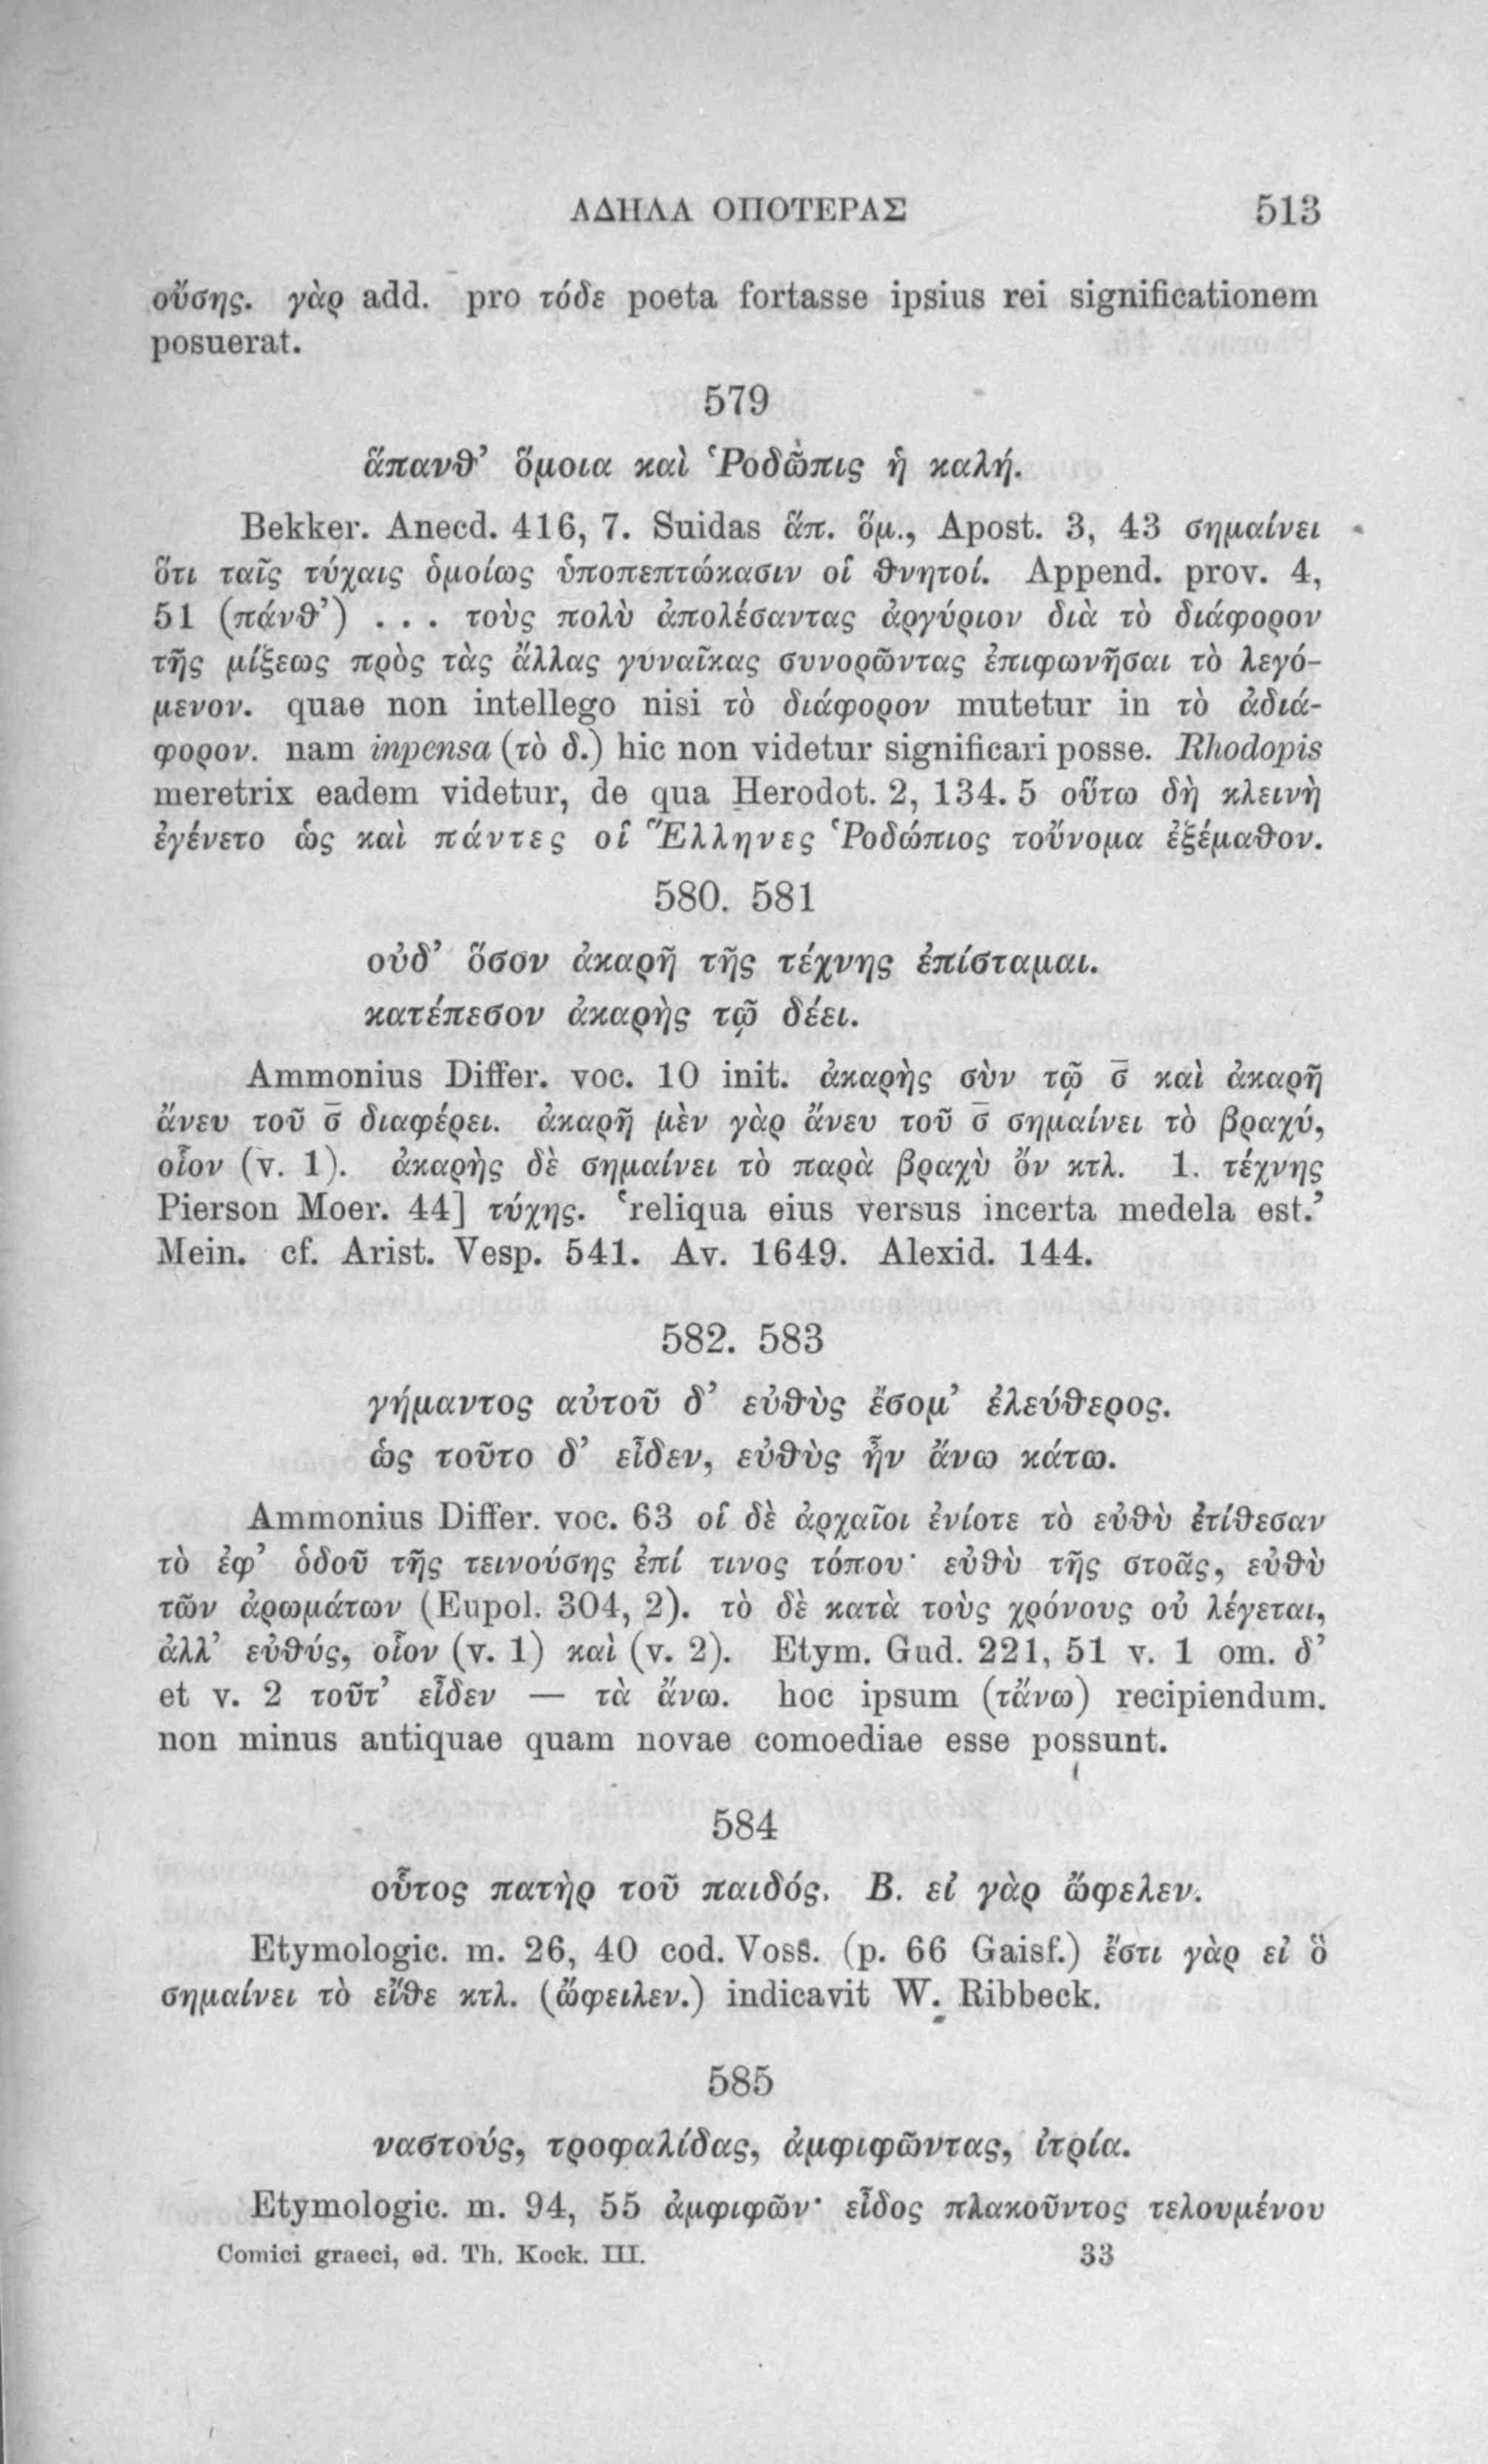 ΑΔΗΛΑ ΟΠΟΤΕΡΑΣ 513
οὔσης. γὰρ add. pro τόδε poeta fortasse ipsius rei significationem
posuerat.
579
ἅπανθ’ ὅμοια καὶ Ῥοδῶπις ἡ καλή.
Bekker. Anecd. 416, 7. Suidas ἅπ. ὅμ., Apost. 3, 43 σημαίνει
ὅτι ταῖς τύχαις ὁμοίως ὑποπεπτώκασιν οἱ θνητοί. Append. prov. 4,
51 (πάνθ’) . . . τοὺς πολὺ ἀπολέσαντας ἀργύριον διὰ τὸ διάφορον
τῆς μίξεως πρὸς τὰς ἄλλας γυναῖκας συνορῶντας ἐπιφωνῆσαι τὸ λεγό-
μενον. quae non intellego nisi τὸ διάφορον mutetur in τὸ ἀδιά-
φορον. nam inpensa (τὸ δ.) hic non videtur significari posse. Rhodopis
meretrix eadem videtur, de qua Herodot. 2, 134. 5 οὕτω δὴ κλεινὴ
ἐγένετο ὡς καὶ πάντες οἱ Ἕλληνες Ῥοδώπιος τοὔνομα ἐξέμαθον.
580. 581
οὐδ’ ὅσον ἀκαρῆ τῆς τέχνης ἐπίσταμαι.
κατέπεσον ἀκαρὴς τῷ δέει.
Ammonius Differ. voc. 10 init. ἀκαρὴς σὺν τῷ σ̄ καὶ ἀκαρῆ
ἄνευ τοῦ σ̄ διαφέρει. ἀκαρῆ μὲν γὰρ ἄνευ τοῦ σ̄ σημαίνει τὸ βραχύ,
οἷον (v. 1). ἀκαρὴς δὲ σημαίνει τὸ παρὰ βραχὺ ὄν κτλ. 1. τέχνης
Pierson Moer. 44] τύχης. ‘reliqua eius versus incerta medela est.’
Mein. cf. Arist. Vesp. 541. Av. 1649. Alexid. 144.
582. 583
γήμαντος αὐτοῦ δ’ εὐθὺς ἔσομ’ ἐλεύθερος.
ὡς τοῦτο δ’ εἶδεν, εὐθὺς ἦν ἄνω κάτω.
Ammonius Differ. voc. 63 οἱ δὲ ἀρχαῖοι ἐνίοτε τὸ εὐθὺ ἐτίθεσαν
τὸ ἐφ’ ὁδοῦ τῆς τεινούσης ἐπί τινος τόπου· εὐθὺ τῆς στοᾶς, εὐθὺ
τῶν ἀρωμάτων (Eupol. 304, 2). τὸ δὲ κατὰ τοὺς χρόνους οὐ λέγεται,
ἀλλ’ εὐθύς, οἷον (v. 1) καὶ (v. 2). Etym. Gud. 221, 51 v. 1 om. δ’
et v. 2 τοῦτ’ εἶδεν — τὰ ἄνω. hoc ipsum (τἄνω) recipiendum.
non minus antiquae quam novae comoediae esse possunt.
584
οὗτος πατὴρ τοῦ παιδός. B. εἰ γὰρ ὤφελεν.
Etymologic. m. 26, 40 cod. Voss. (p. 66 Gaisf.) ἔστι γὰρ εἰ ὃ
σημαίνει τὸ εἴθε κτλ. (ὤφειλεν.) indicavit W. Ribbeck.
585
ναστούς, τροφαλίδας, ἀμφιφῶντας, ἰτρία.
Etymologic. m. 94, 55 ἀμφιφῶν· εἶδος πλακοῦντος τελουμένου
Comici graeci, ed. Th. Kock. III. 33